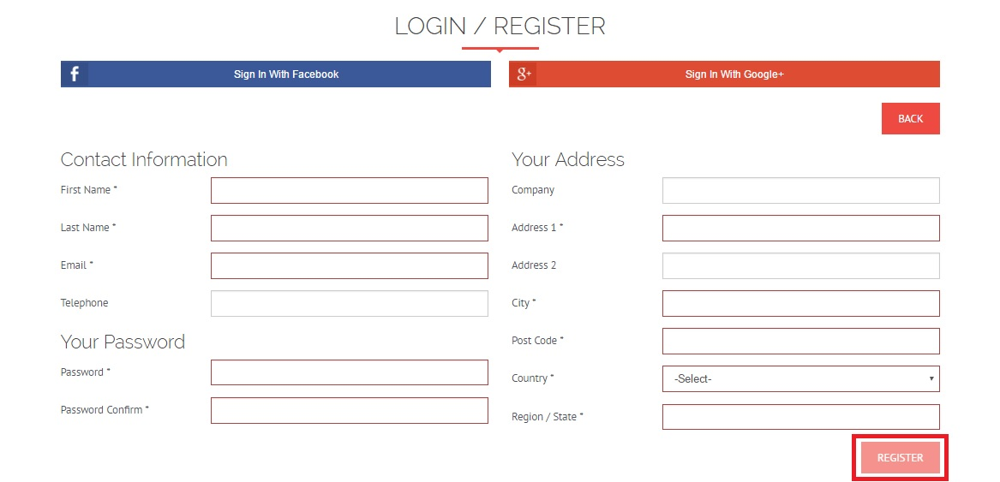 LOGIN / REGISTER
f Sign In With Facebook
g+ Sign In With Google+
BACK
Contact Information
First Name *
Last Name *
Email *
Telephone
Your Password
Password *
Password Confirm *
Your Address
Company
Address 1 *
Address 2
City *
Post Code *
Country *
-Select-
Region / State *
REGISTER